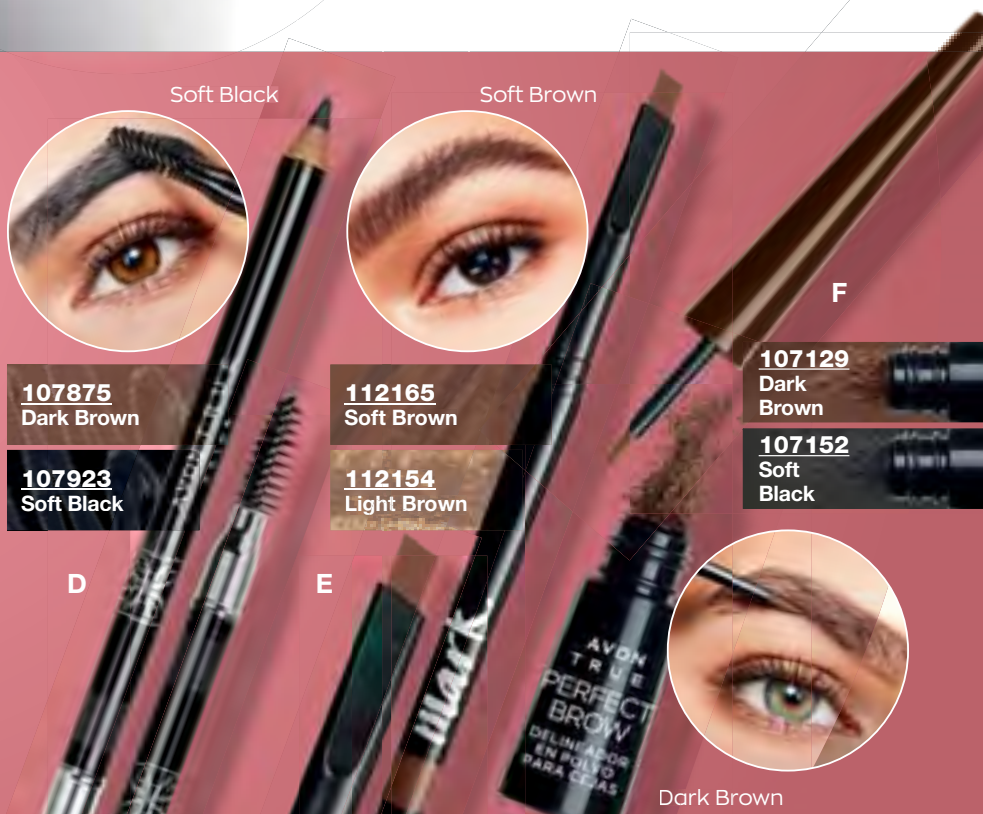 Soft Black
Soft Brown
F
107875
Dark Brown
107923
Soft Black
112165
Soft Brown
112154
Light Brown
107129
Dark
Brown
107152
Soft
Black
D
E
mark.
AVON
TRUE
PERFECT
BROW
DELINEADOR
EN POLVO
PARA CEJAS
Dark Brown